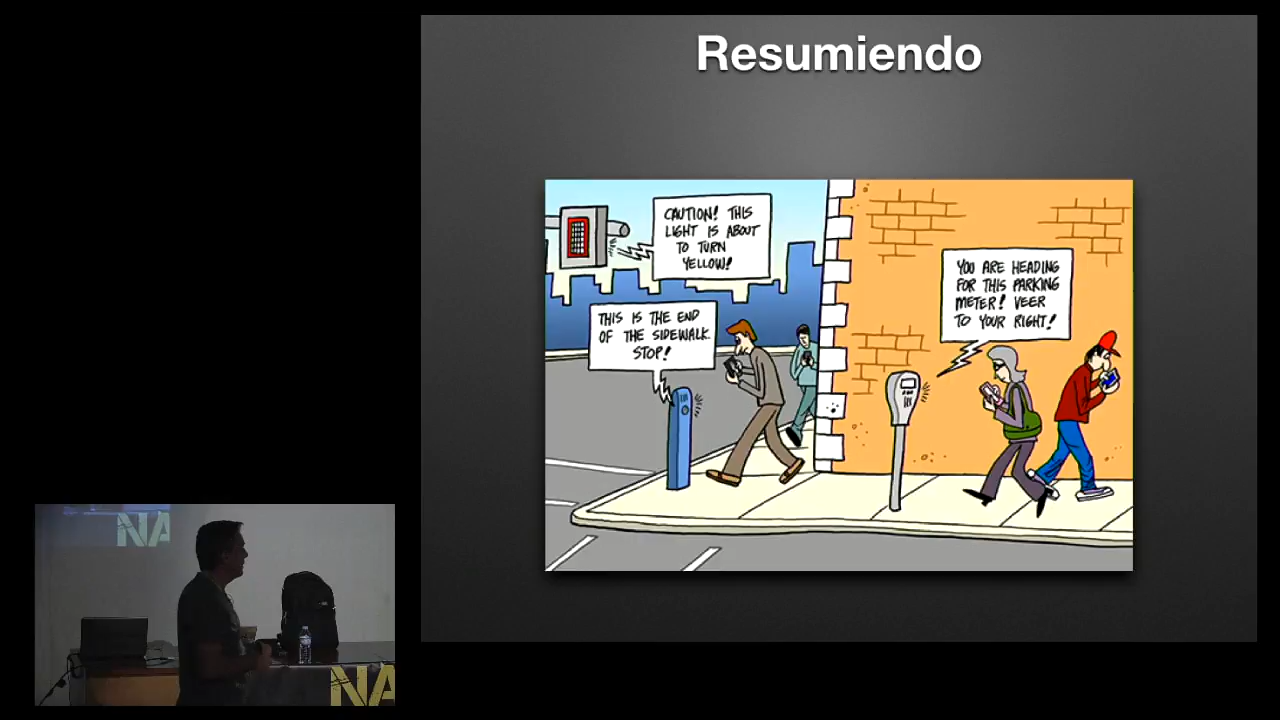 Resumiendo
CAUTION! THIS
LIGHT IS ABOUT
TO TURN
YELLOW!
THIS IS THE END
OF THE SIDEWALK.
STOP!
YOU ARE HEADING
FOR THIS PARKING
METER! VEER
TO YOUR RIGHT!
NA
NA